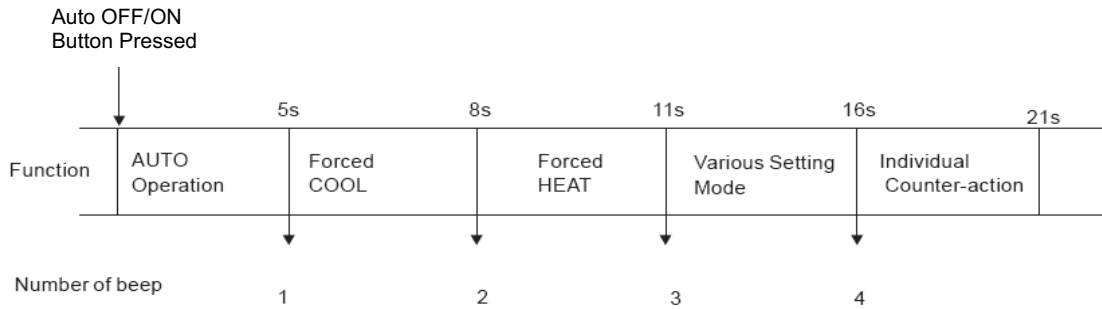 Auto OFF/ON
Button Pressed
5s 8s 11s 16s 21s
Function
AUTO
Operation
Forced
COOL
Forced
HEAT
Various Setting
Mode
Individual
Counter-action
Number of beep
1 2 3 4